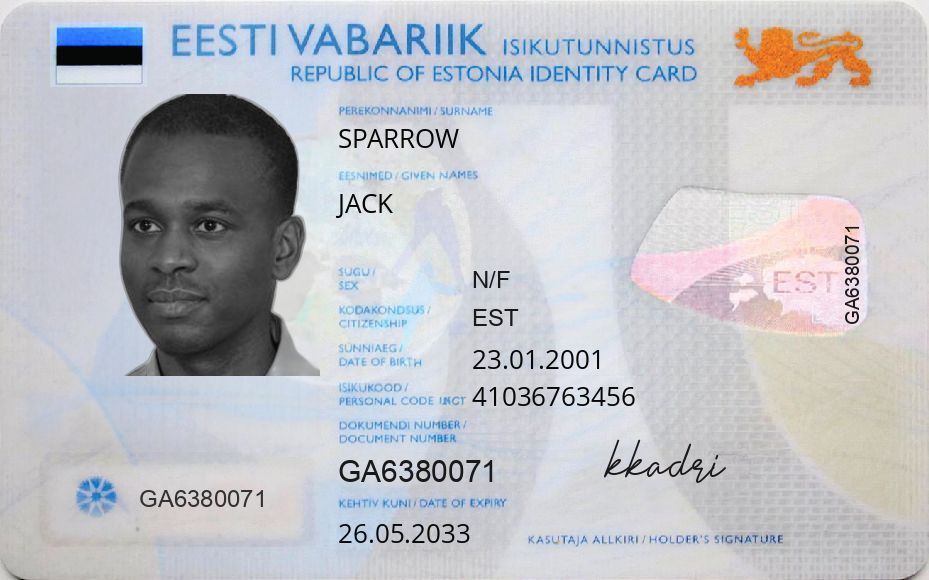 EESTI VABARIIK ISIKUTUNNISTUS
REPUBLIC OF ESTONIA IDENTITY CARD
PEREKONNANIMI / SURNAME
SPARROW
EESNIMED / GIVEN NAMES
JACK
SUGU /
SEX
N/F
KODAKONDSUS /
CITIZENSHIP
EST
SÜNNIAEG /
DATE OF BIRTH
23.01.2001
ISIKUKOOD /
PERSONAL CODE
41036763456
DOKUMENDI NUMBER /
DOCUMENT NUMBER
GA6380071
KEHTIV KUNI / DATE OF EXPIRY
26.05.2033
GA6380071
EST
GA6380071
kkadri
KASUTAJA ALLKIRI / HOLDER'S SIGNATURE